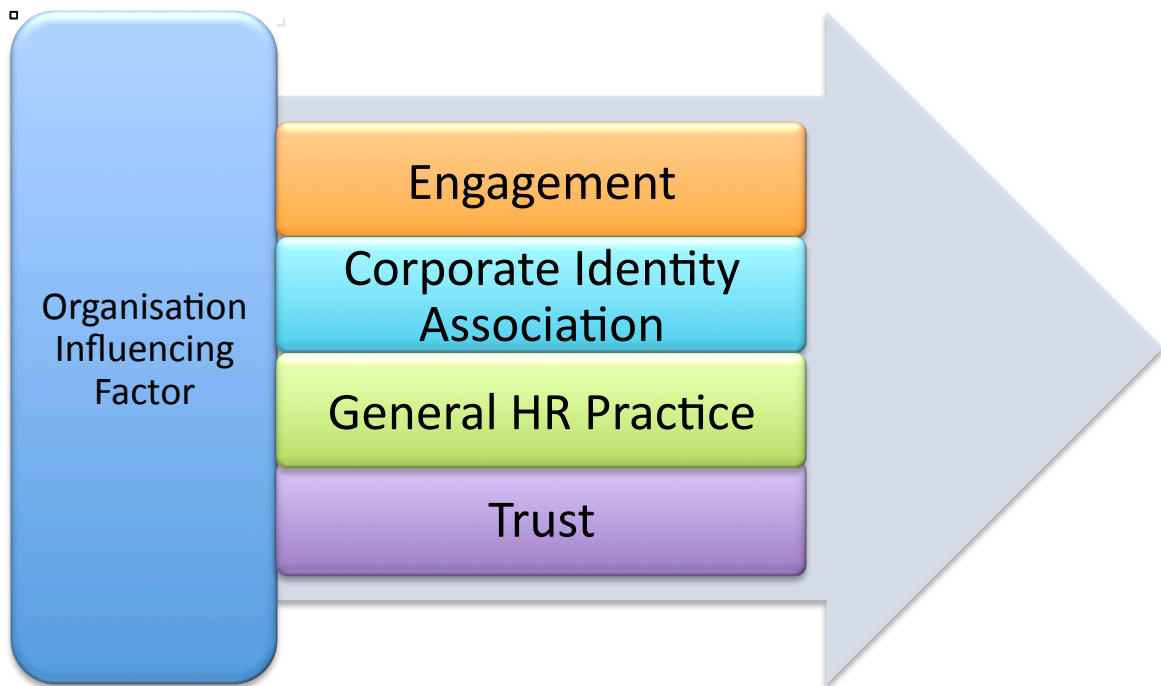 Organisation
Influencing
Factor
Engagement
Corporate Identity
Association
General HR Practice
Trust